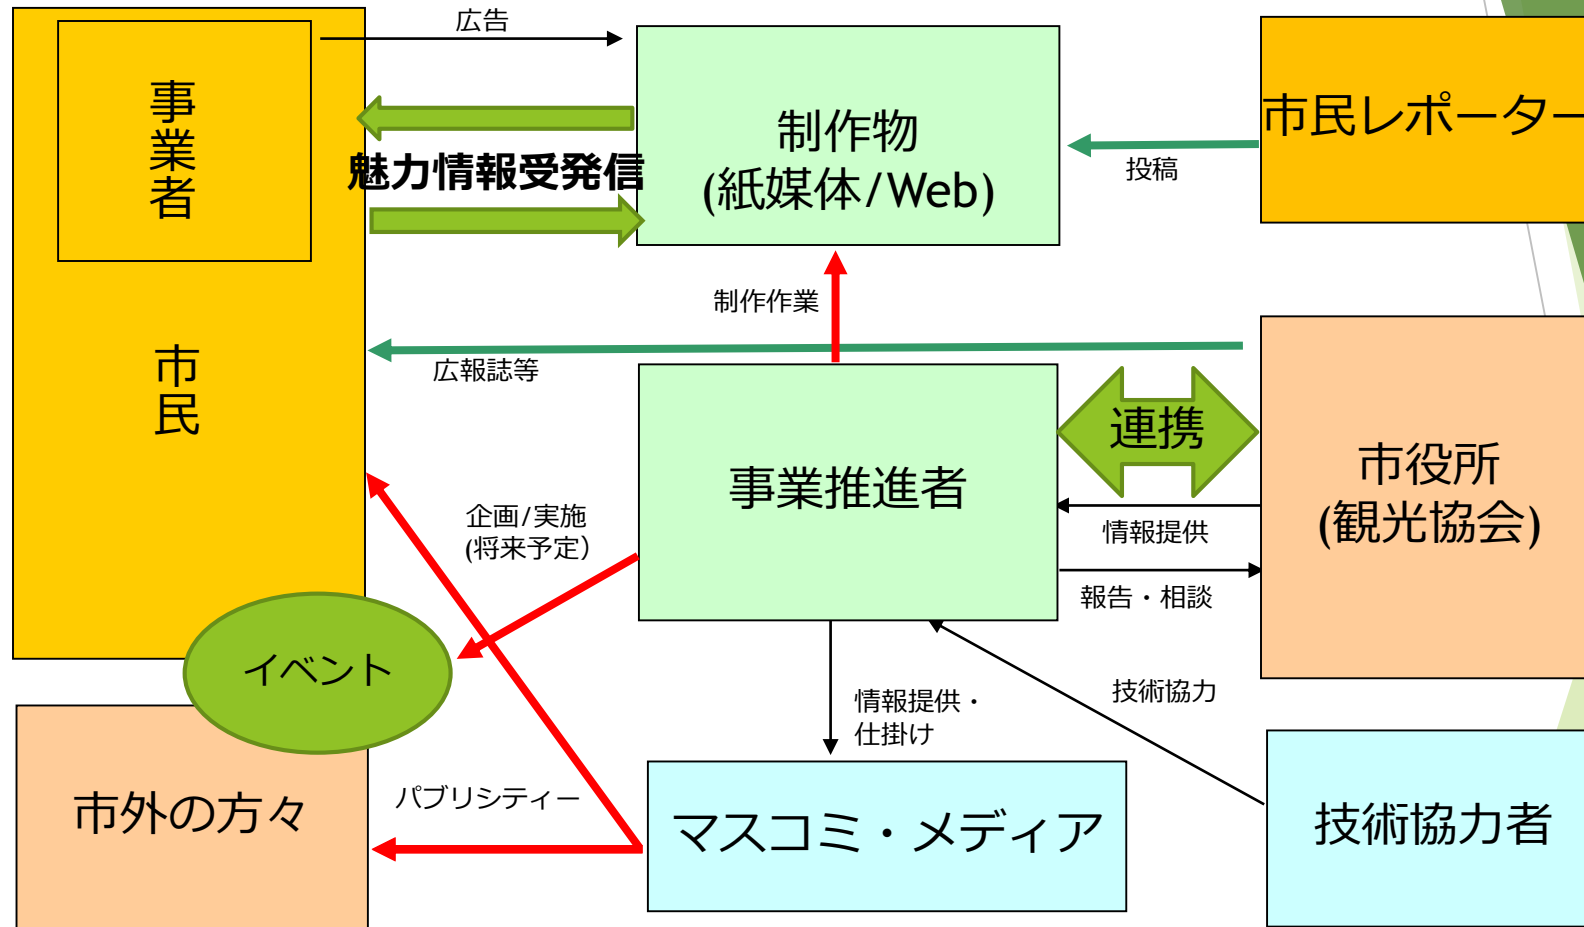 広告
事業者
制作物
(紙媒体/Web)
市民レポーター
魅力情報受発信
投稿
制作作業
市民
広報誌等
連携
事業推進者
市役所
(観光協会)
企画/実施
(将来予定）
情報提供
報告・相談
イベント
情報提供・
仕掛け
技術協力
パブリシティー
市外の方々
マスコミ・メディア
技術協力者